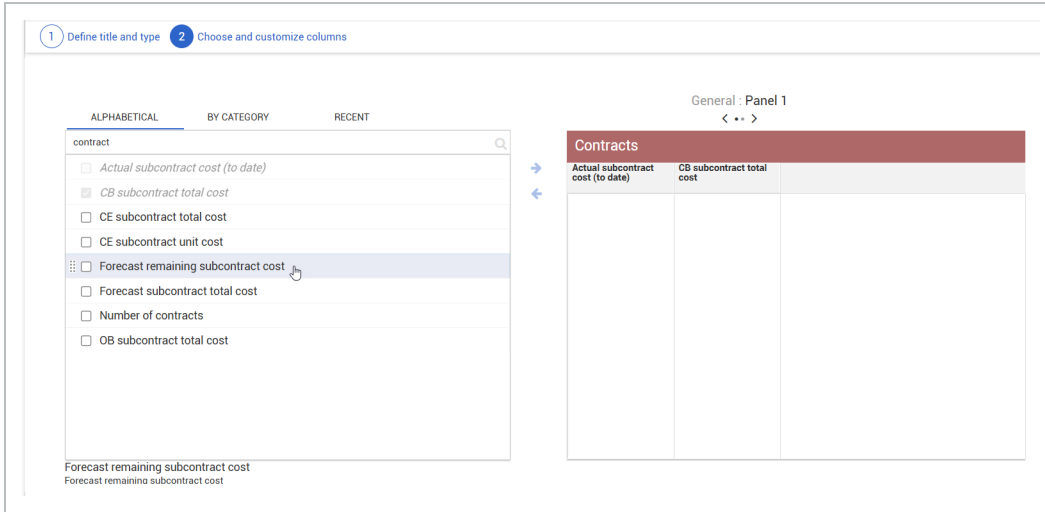 1 Define title and type 2 Choose and customize columns
General : Panel 1
ALPHABETICAL BY CATEGORY RECENT
contract
Actual subcontract cost (to date)
CB subcontract total cost
CE subcontract total cost
CE subcontract unit cost
Forecast remaining subcontract cost
Forecast subcontract total cost
Number of contracts
OB subcontract total cost
Forecast remaining subcontract cost
Forecast remaining subcontract cost
Contracts
Actual subcontract
cost (to date)
CB subcontract total
cost